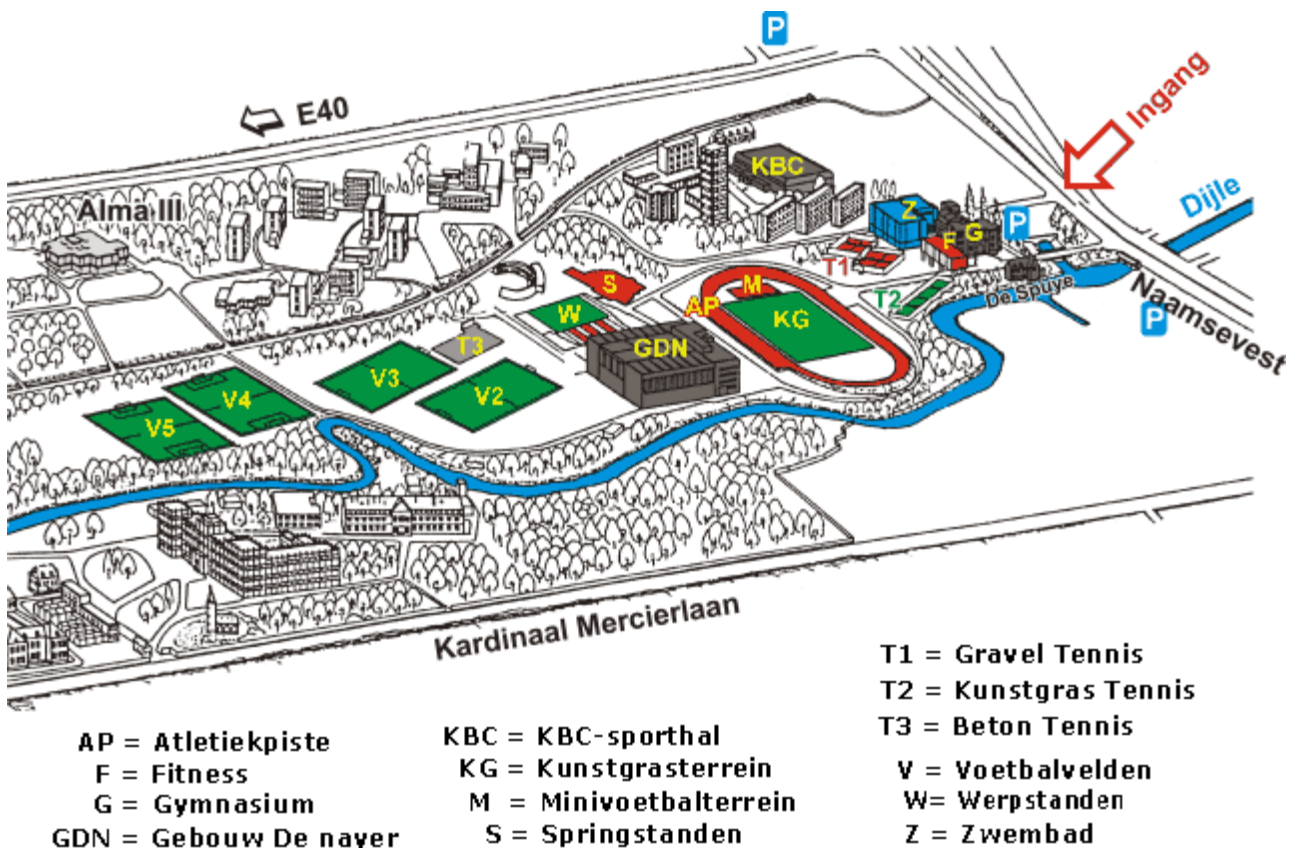 P
E40
Ingang
KBC
Alma III
Dijle
Z
P
G
F
T1
S
M
T2
De Spuye
AP
W
KG
Naamsevest
P
T3
GDN
V3
V2
V4
V5
Kardinaal Mercierlaan
T1 = Gravel Tennis
T2 = Kunstgras Tennis
T3 = Beton Tennis
AP = Atletiekpiste
F = Fitness
G = Gymnasium
GDN = Gebouw De nayer
KBC = KBC-sporthal
KG = Kunstgrasterrein
M = Minivoetbalterrein
S = Springstanden
V = Voetbalvelden
W= Werpstanden
Z = Zwembad